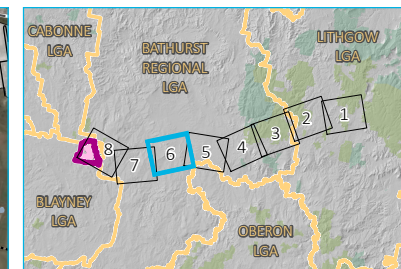 CABONNE
LGA
BATHURST
REGIONAL
LGA
LITHGOW
LGA
1
2
3
4
5
6
7
8
BLAYNEY
LGA
OBERON
LGA